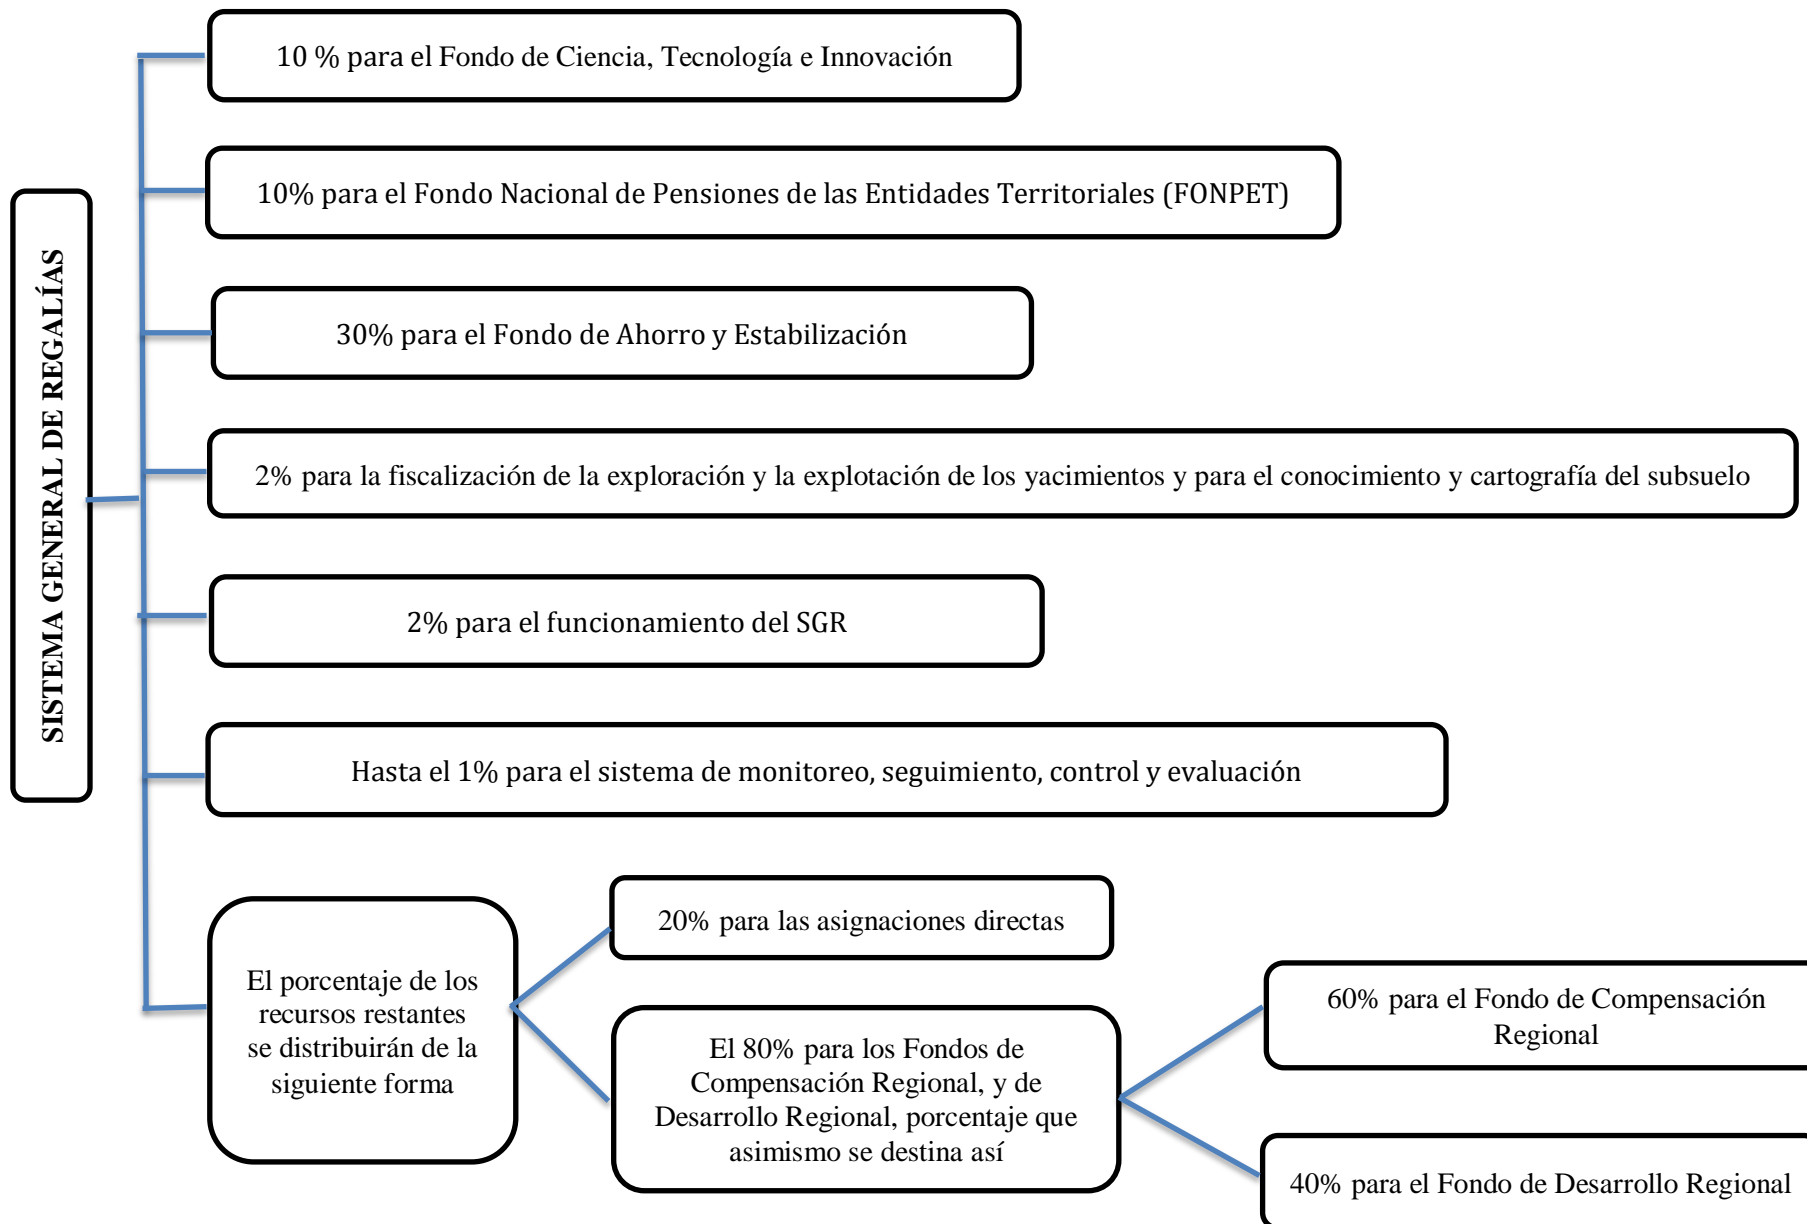 SISTEMA GENERAL DE REGALÍAS
10 % para el Fondo de Ciencia, Tecnología e Innovación
10% para el Fondo Nacional de Pensiones de las Entidades Territoriales (FONPET)
30% para el Fondo de Ahorro y Estabilización
2% para la fiscalización de la exploración y la explotación de los yacimientos y para el conocimiento y cartografía del subsuelo
2% para el funcionamiento del SGR
Hasta el 1% para el sistema de monitoreo, seguimiento, control y evaluación
El porcentaje de los
recursos restantes
se distribuirán de la
siguiente forma
20% para las asignaciones directas
El 80% para los Fondos de
Compensación Regional, y de
Desarrollo Regional, porcentaje que
asimismo se destina así
60% para el Fondo de Compensación
Regional
40% para el Fondo de Desarrollo Regional